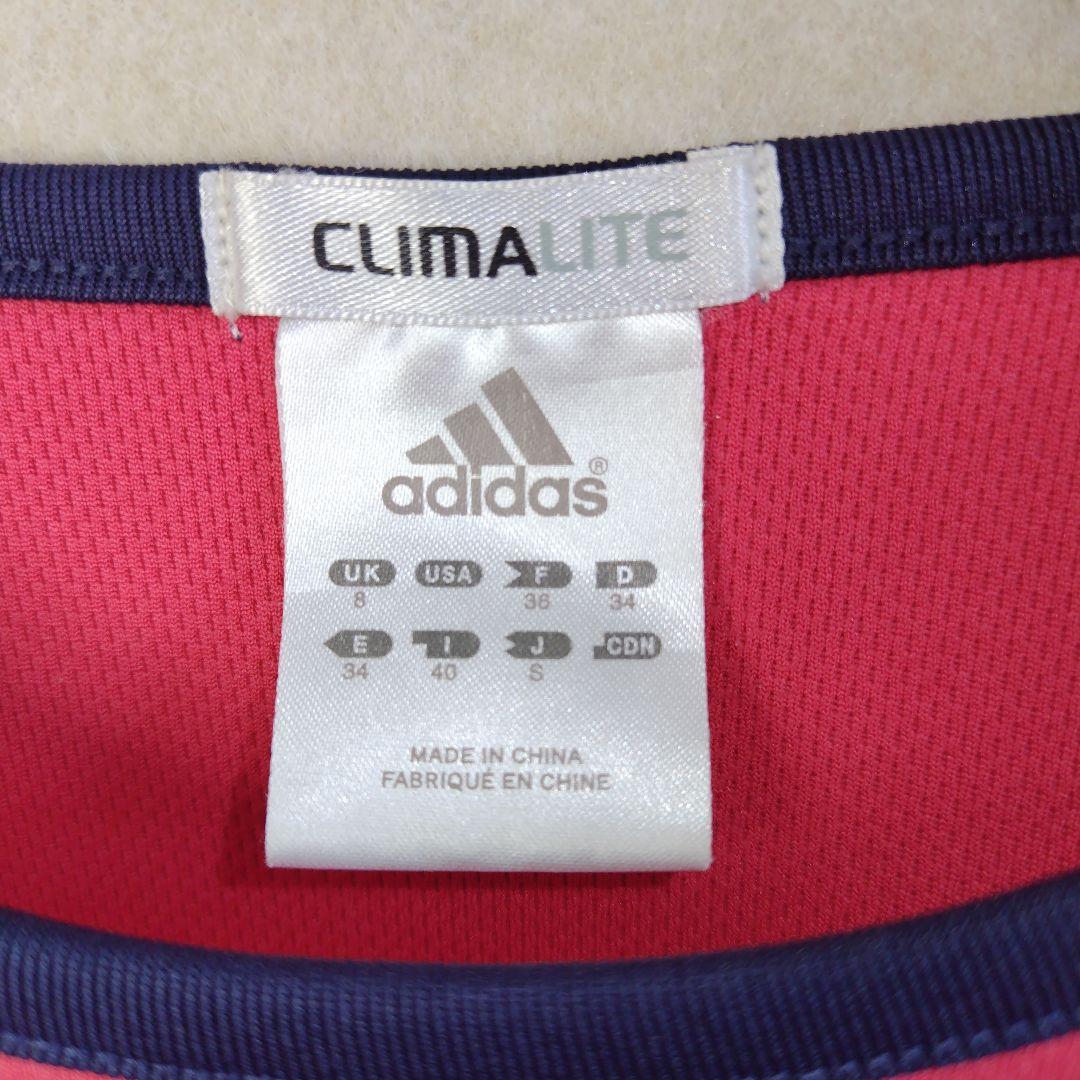 CLIMALITE
adidas®
UK USA F D
8 36 34
E I J CDN
34 40 S
MADE IN CHINA
FABRIQUÉ EN CHINE